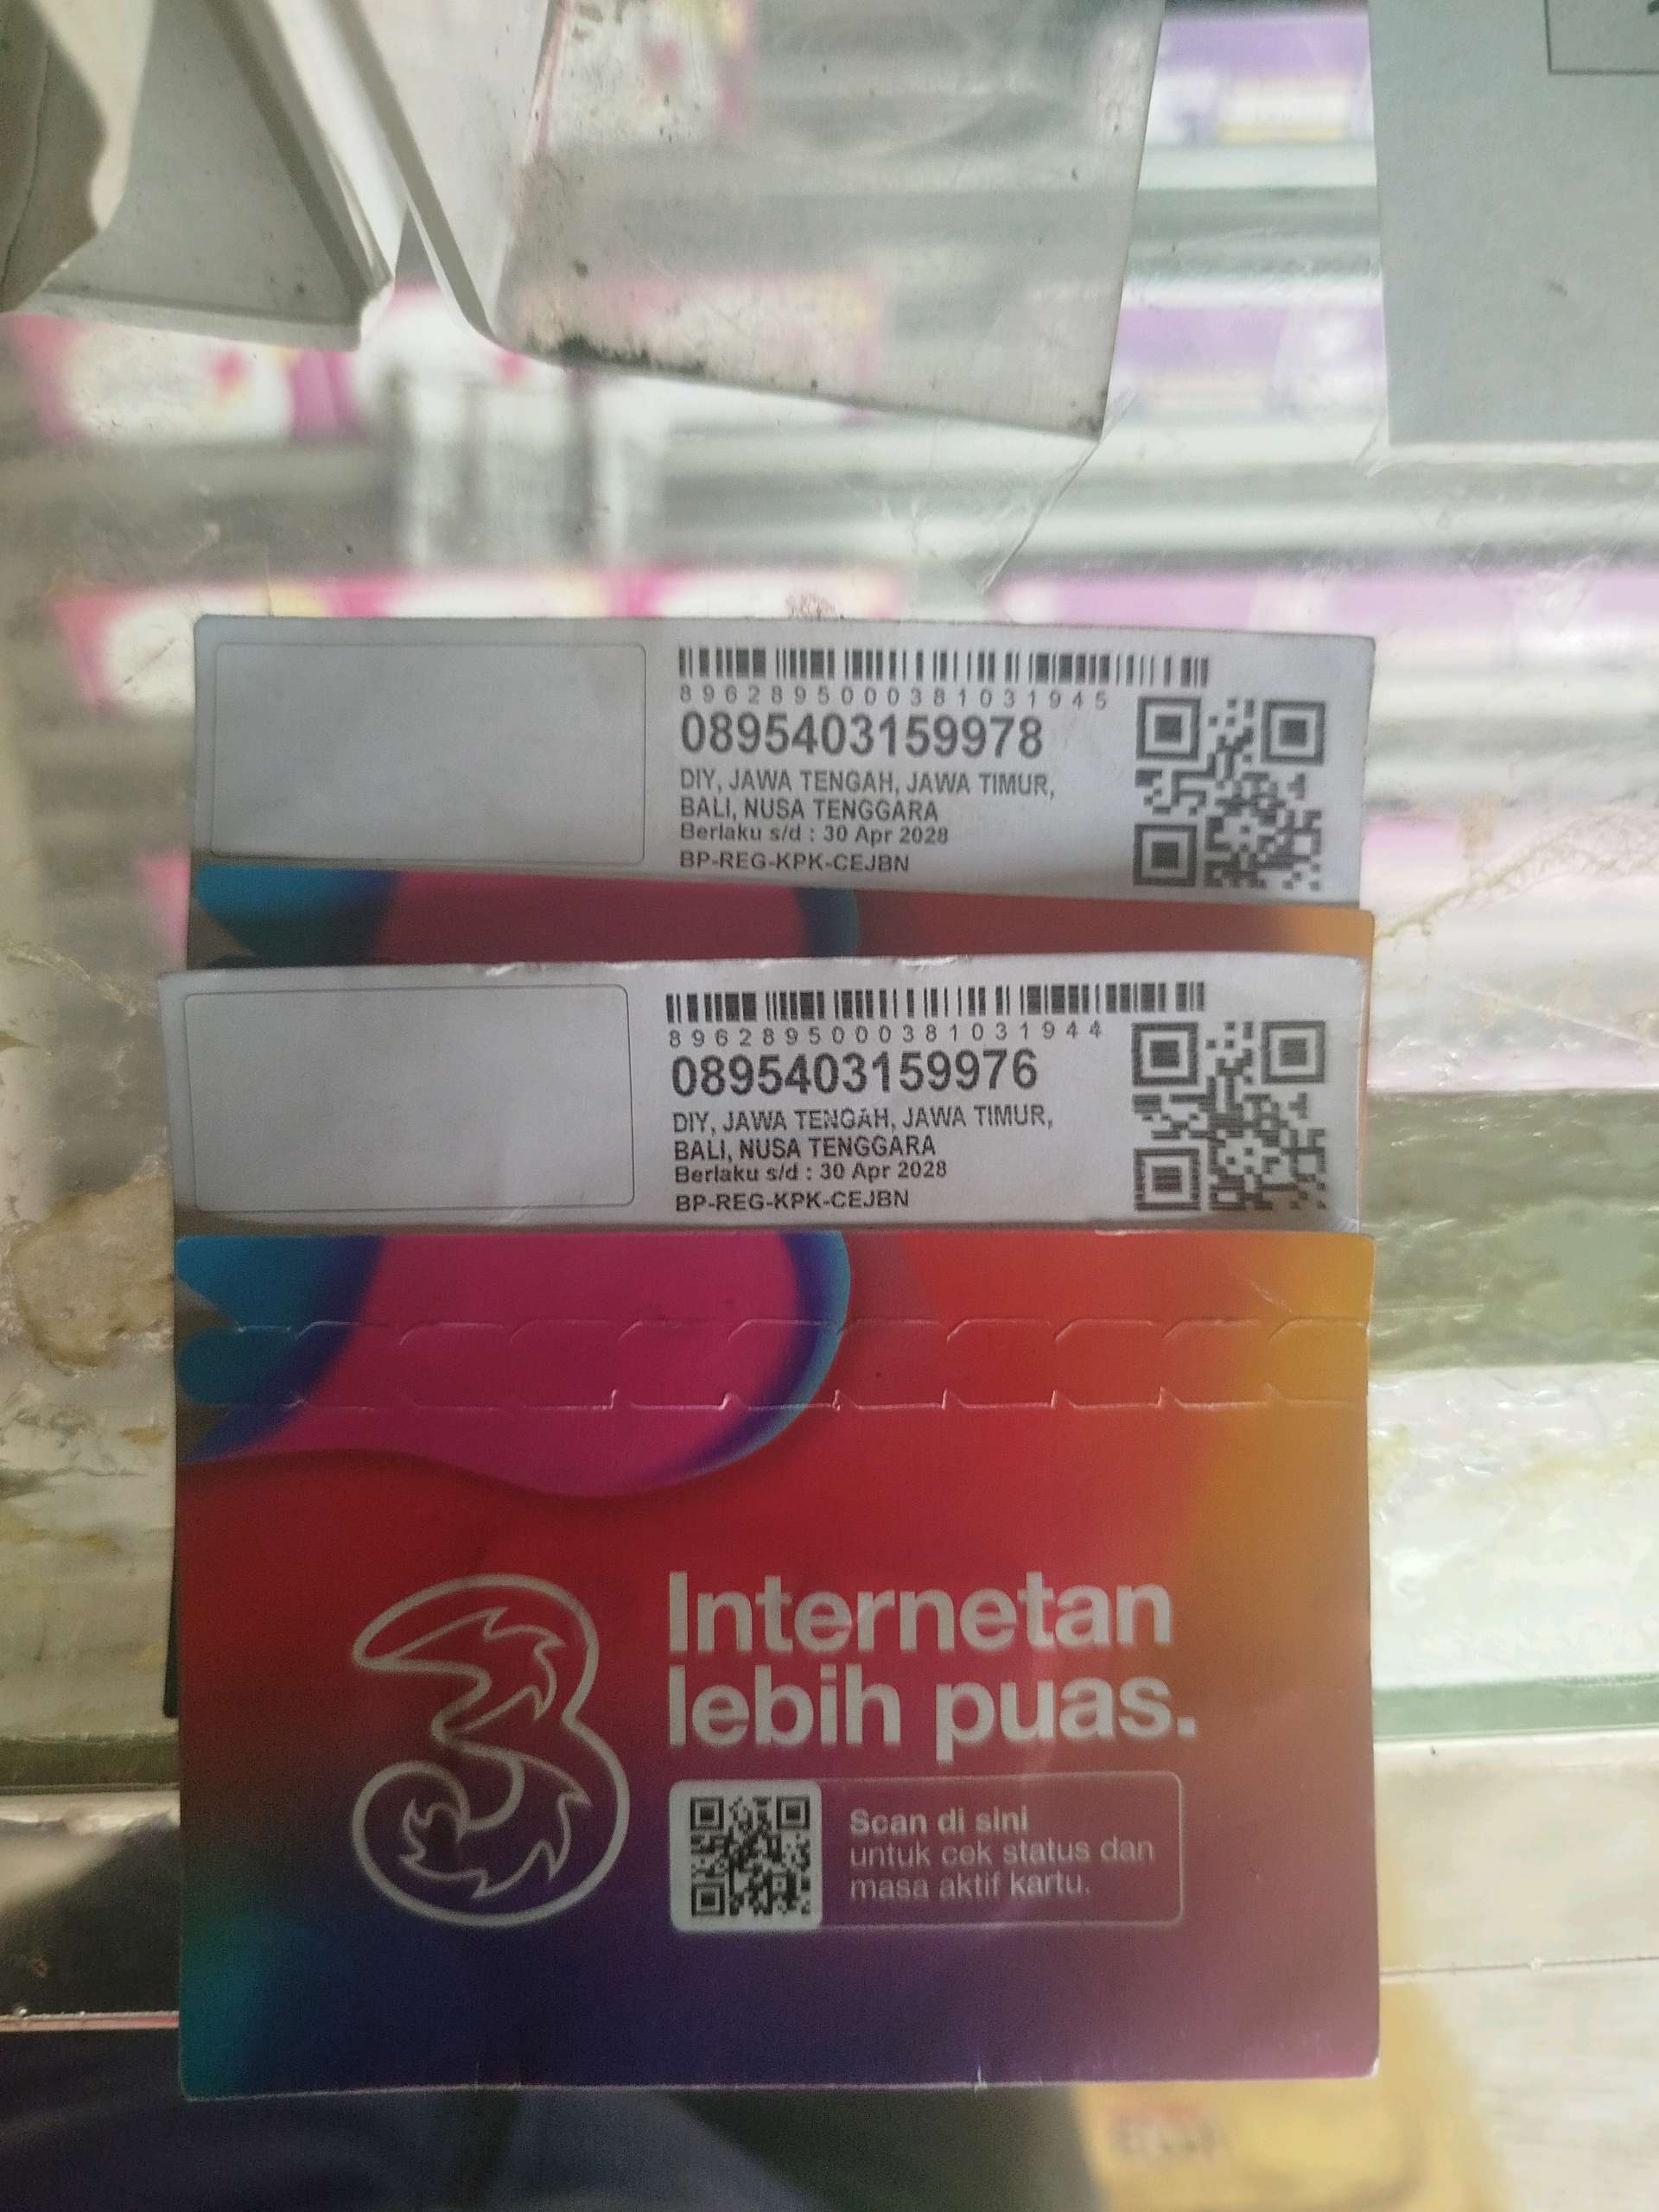 8962895000381031945
0895403159978
DIY, JAWA TENGAH, JAWA TIMUR,
BALI, NUSA TENGGARA
Berlaku s/d : 30 Apr 2028
BP-REG-KPK-CEJBN
8962895000381031944
0895403159976
DIY, JAWA TENGAH, JAWA TIMUR,
BALI, NUSA TENGGARA
Berlaku s/d : 30 Apr 2028
BP-REG-KPK-CEJBN
3
Internetan
lebih puas.
Scan di sini
untuk cek status dan
masa aktif kartu.